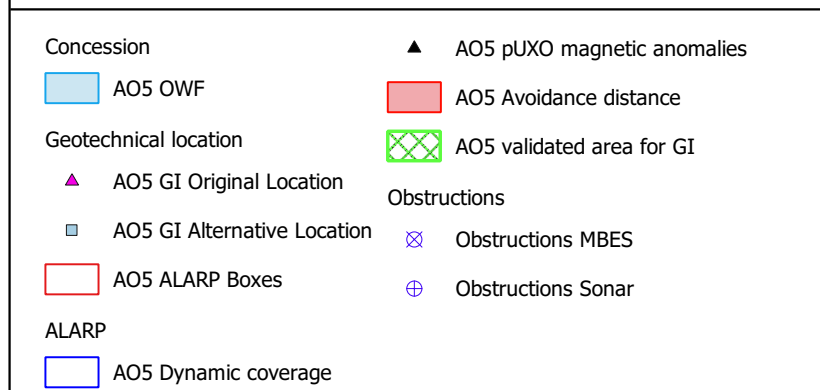 Concession
AO5 OWF
Geotechnical location
AO5 GI Original Location
AO5 GI Alternative Location
AO5 ALARP Boxes
ALARP
AO5 Dynamic coverage
AO5 pUXO magnetic anomalies
AO5 Avoidance distance
AO5 validated area for GI
Obstructions
Obstructions MBES
Obstructions Sonar